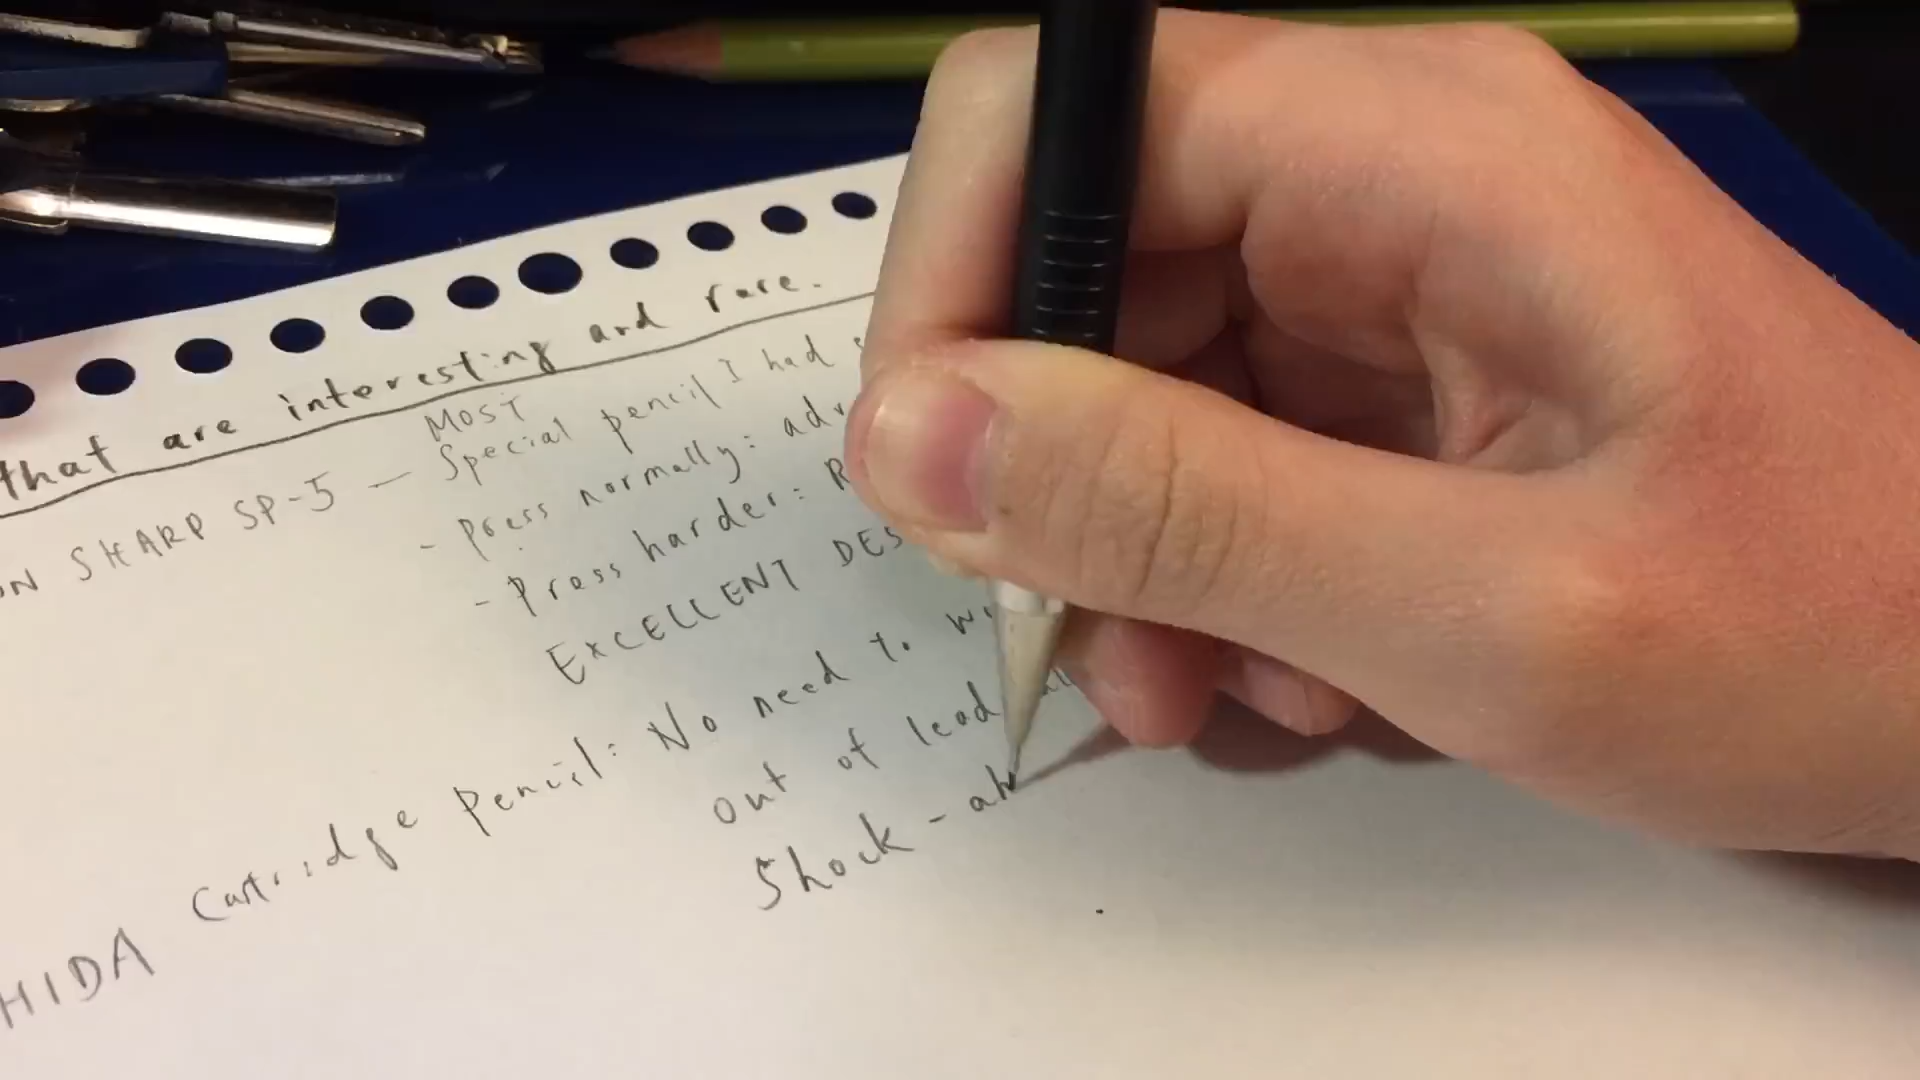 that are interesting and rare.
ON SHARP SP-5 — MOST Special pencil I had
- Press normally: adv
- Press harder: R
EXCELLENT DES
HIDA Cartridge Pencil: No need to wo
out of lead
Shock-ab